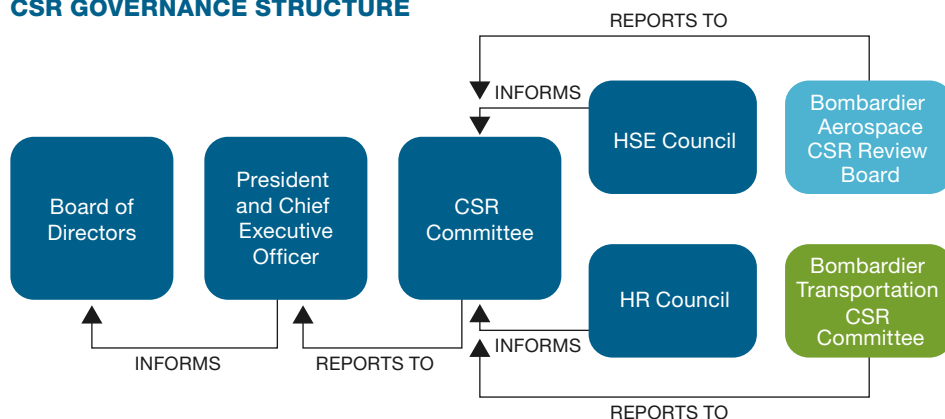 CSR GOVERNANCE STRUCTURE
REPORTS TO
INFORMS
HSE Council
Bombardier
Aerospace
CSR Review
Board
Board of
Directors
President
and Chief
Executive
Officer
CSR
Committee
HR Council
Bombardier
Transportation
CSR
Committee
INFORMS
REPORTS TO
INFORMS
REPORTS TO